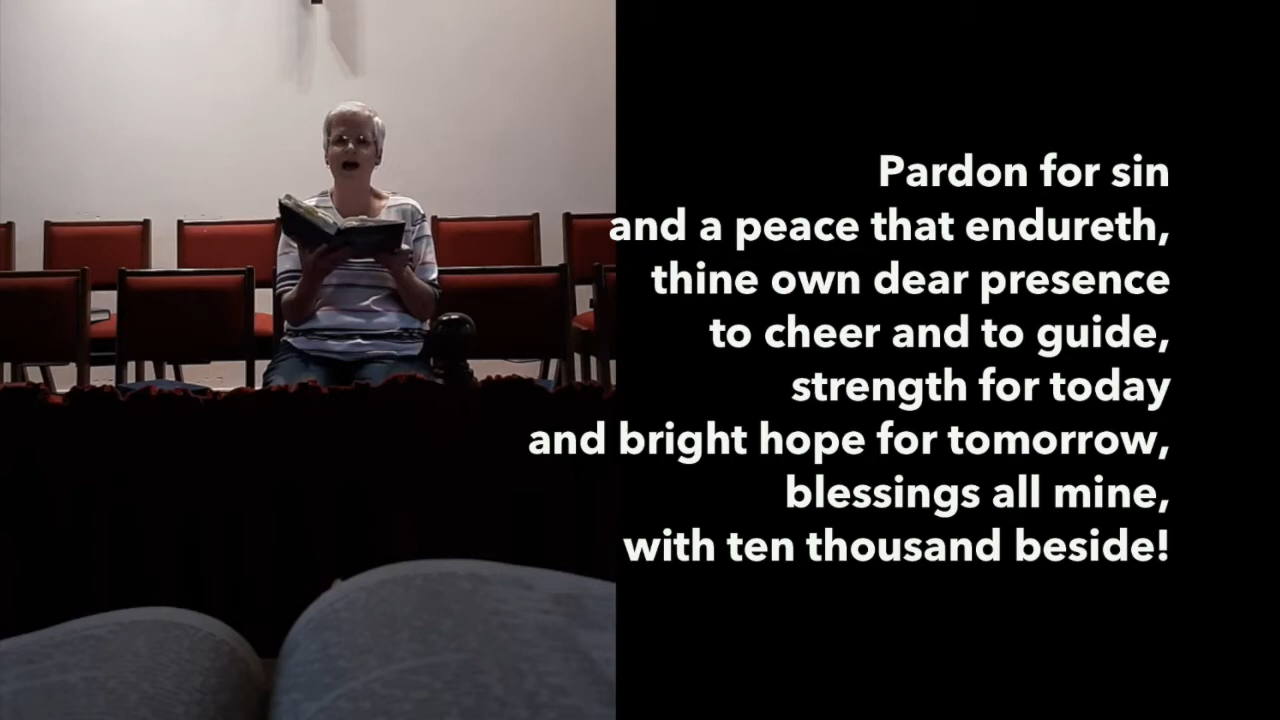 Pardon for sin
and a peace that endureth,
thine own dear presence
to cheer and to guide,
strength for today
and bright hope for tomorrow,
blessings all mine,
with ten thousand beside!